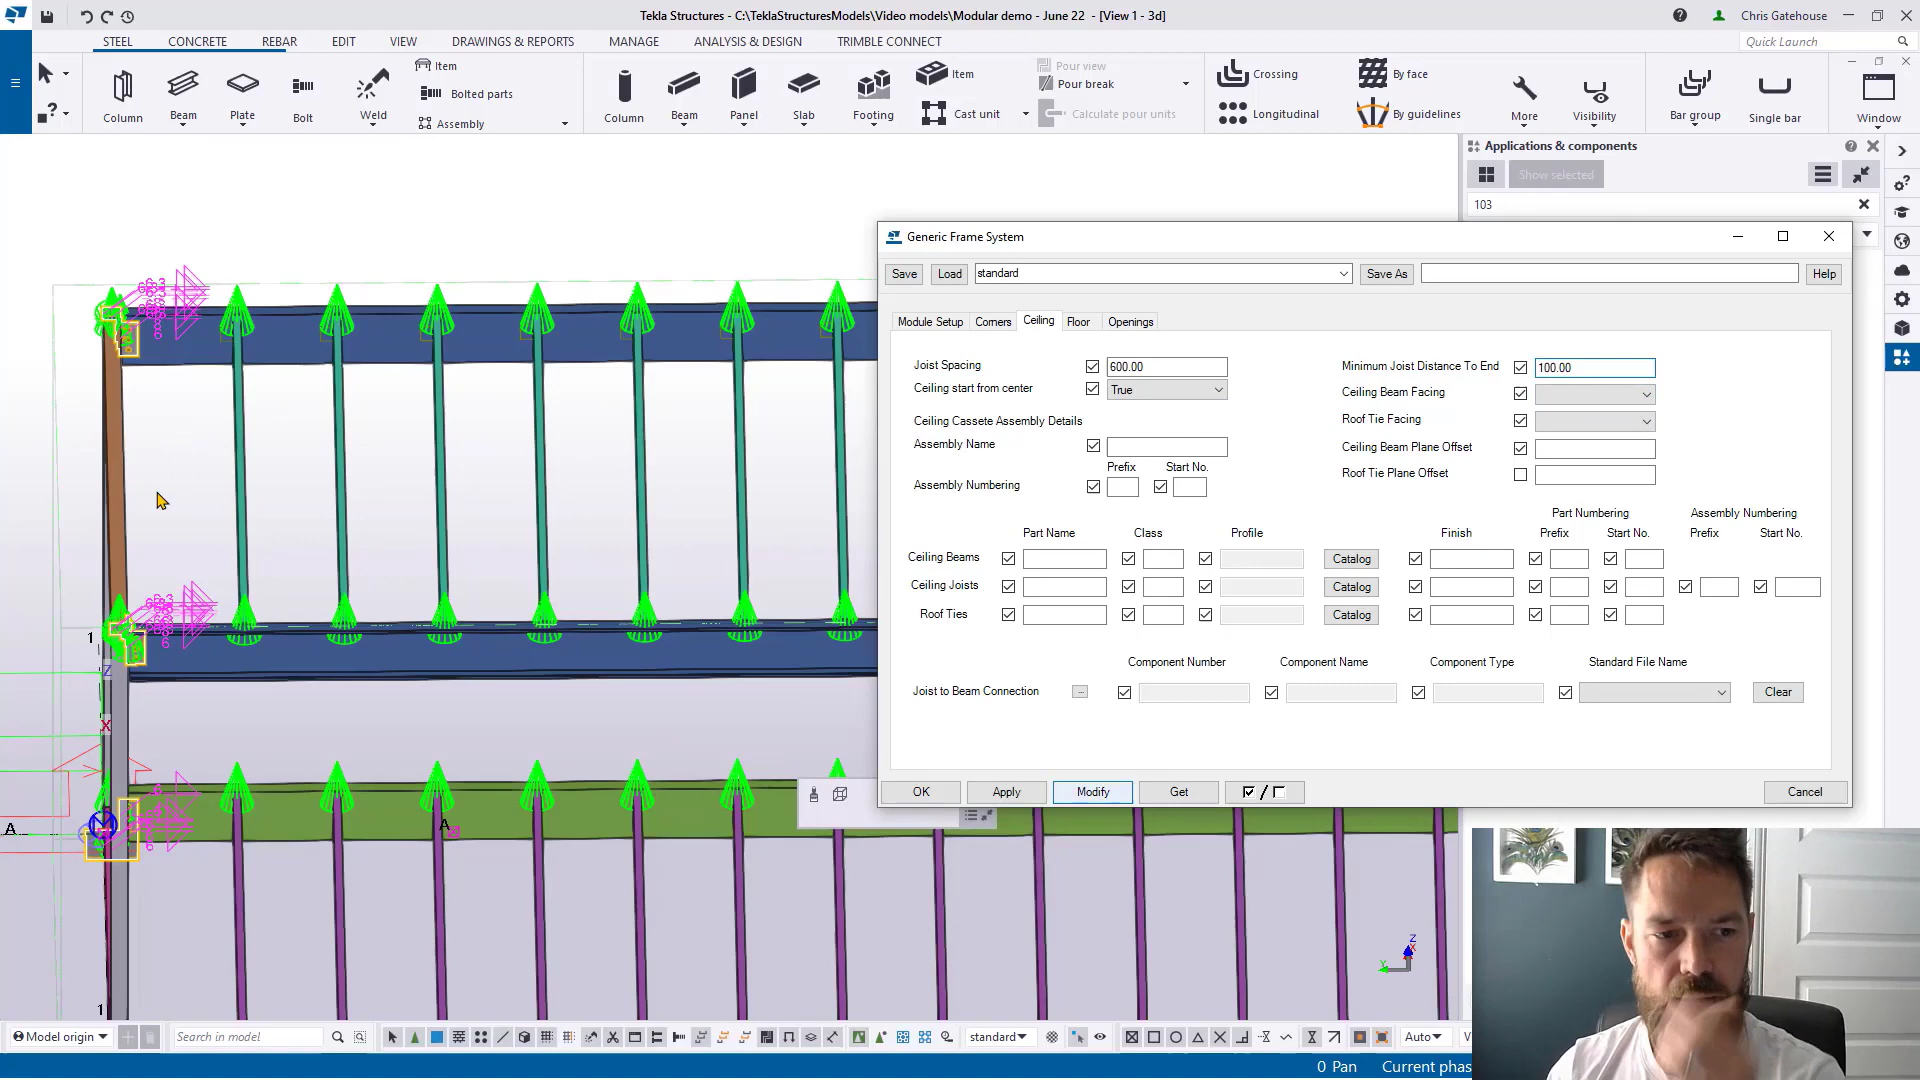 Tekla Structures - C:\TeklaStructuresModels\Video models\Modular demo - June 22 - [View 1 - 3d]
Chris Gatehouse
STEEL CONCRETE REBAR EDIT VIEW DRAWINGS & REPORTS MANAGE ANALYSIS & DESIGN TRIMBLE CONNECT
Quick Launch
Column Beam Plate Bolt Weld
Item
Bolted parts
Assembly
Column Beam Panel Slab Footing
Item
Cast unit
Pour view
Pour break
Calculate pour units
Crossing
Longitudinal
By face
By guidelines
More Visibility Bar group Single bar Window
Applications & components
Show selected
103
Generic Frame System
Save Load standard Save As Help
Module Setup Corners Ceiling Floor Openings
Joist Spacing 600.00
Ceiling start from center True
Ceiling Cassete Assembly Details
Assembly Name
Prefix Start No.
Assembly Numbering
Minimum Joist Distance To End 100.00
Ceiling Beam Facing
Roof Tie Facing
Ceiling Beam Plane Offset
Roof Tie Plane Offset
Part Numbering Assembly Numbering
Part Name Class Profile Finish Prefix Start No. Prefix Start No.
Ceiling Beams Catalog
Ceiling Joists Catalog
Roof Ties Catalog
Component Number Component Name Component Type Standard File Name
Joist to Beam Connection ... Clear
OK Apply Modify Get / Cancel
1
Z
X
A
A
1
Z
Y
Model origin Search in model standard Auto
0 Pan Current phas